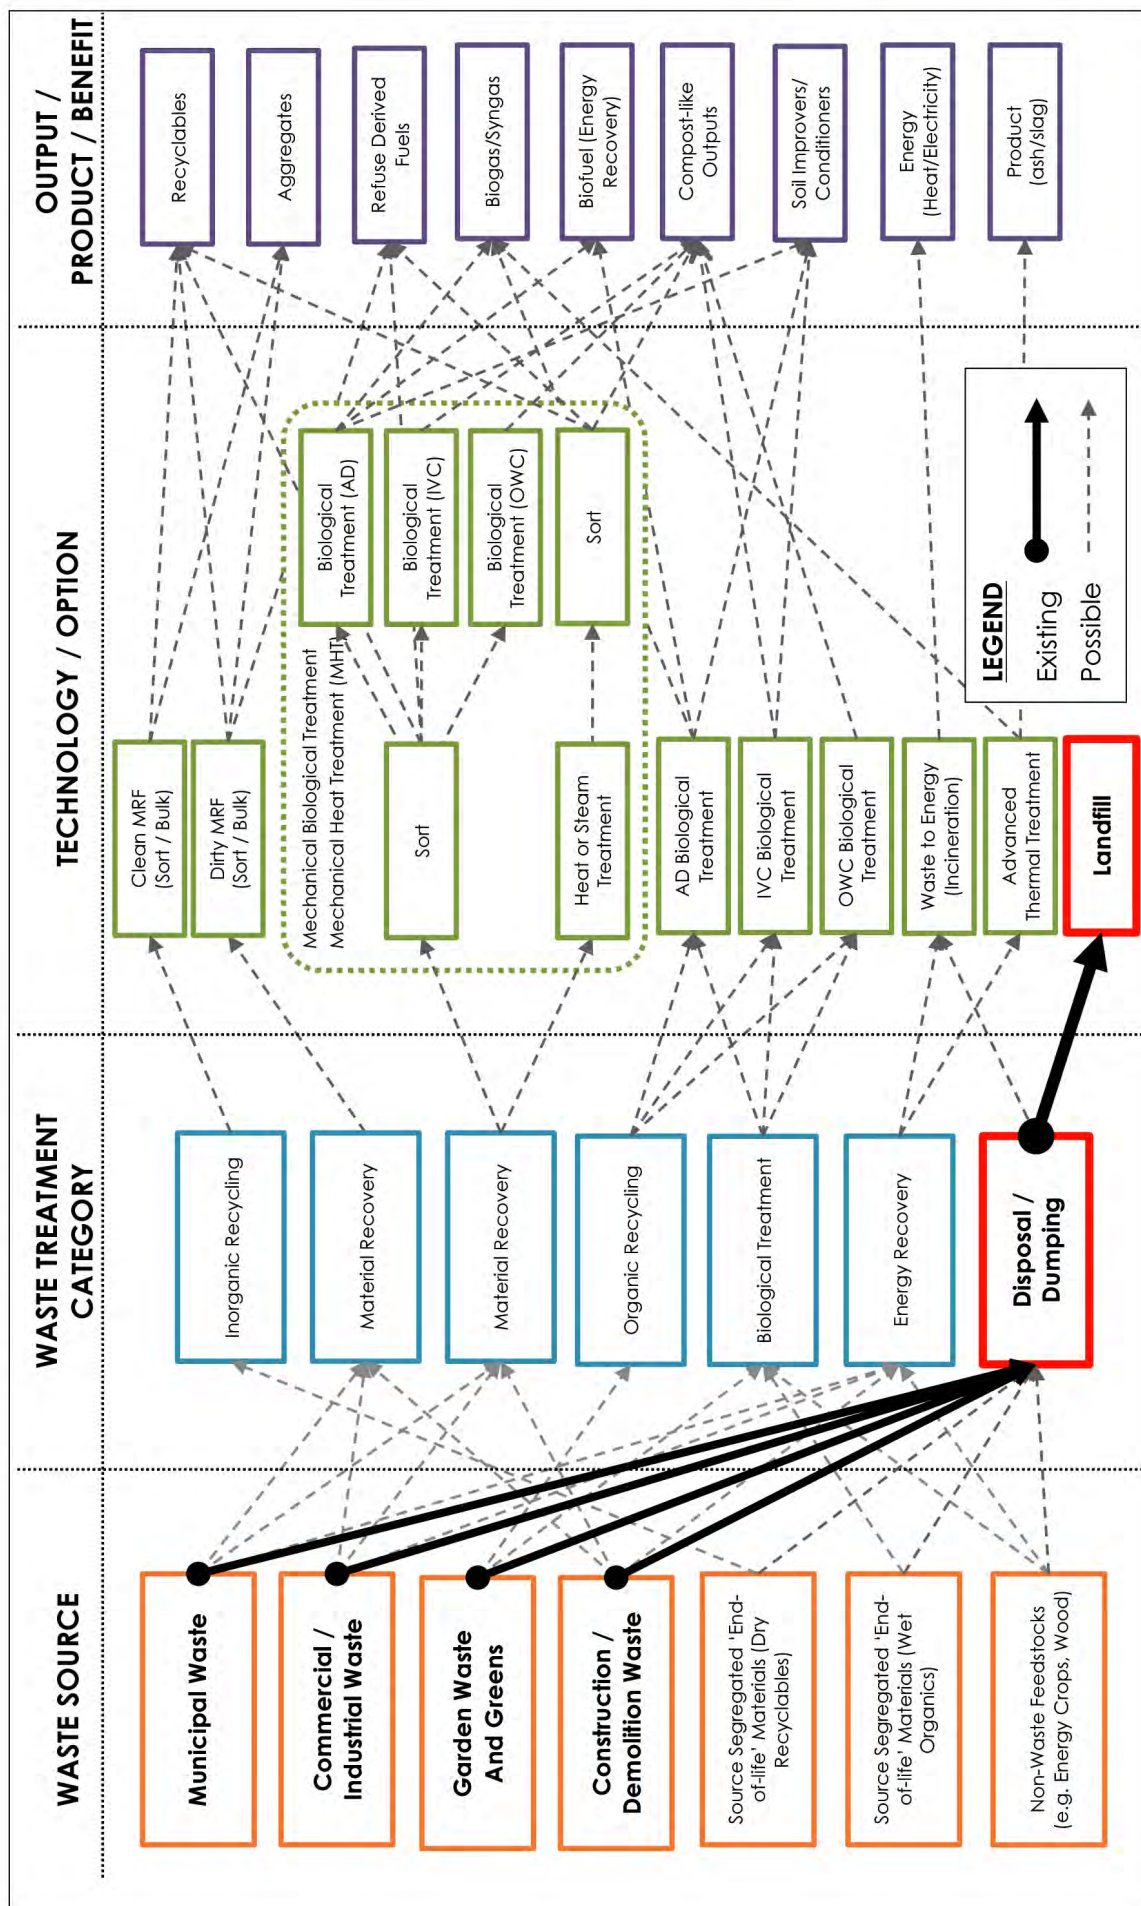 WASTE SOURCE
WASTE TREATMENT
CATEGORY
TECHNOLOGY / OPTION
OUTPUT /
PRODUCT / BENEFIT
Municipal Waste
Commercial /
Industrial Waste
Garden Waste
And Greens
Construction /
Demolition Waste
Source Segregated 'End-
of-life' Materials (Dry
Recyclables)
Source Segregated 'End-
of-life' Materials (Wet
Organics)
Non-Waste Feedstocks
(e.g. Energy Crops, Wood)
Inorganic Recycling
Material Recovery
Material Recovery
Organic Recycling
Biological Treatment
Energy Recovery
Disposal /
Dumping
Clean MRF
(Sort / Bulk)
Dirty MRF
(Sort / Bulk)
Mechanical Biological Treatment
Mechanical Heat Treatment (MHT)
Sort
Heat or Steam
Treatment
Biological
Treatment (AD)
Biological
Treatment (IVC)
Biological
Treatment (OWC)
Sort
AD Biological
Treatment
IVC Biological
Treatment
OWC Biological
Treatment
Waste to Energy
(Incineration)
Advanced
Thermal Treatment
Landfill
Recyclables
Aggregates
Refuse Derived
Fuels
Biogas/Syngas
Biofuel (Energy
Recovery)
Compost-like
Outputs
Soil Improvers/
Conditioners
Energy
(Heat/Electricity)
Product
(ash/slag)
LEGEND
Existing
Possible